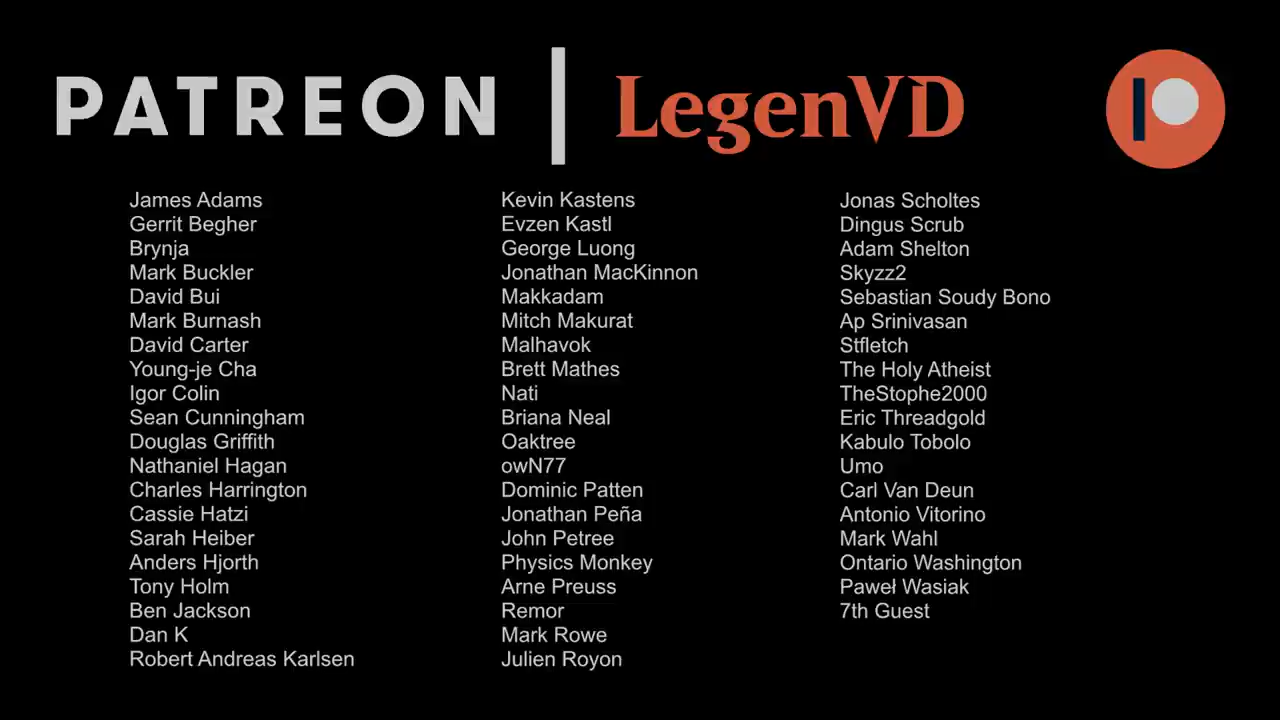 PATREON | LegenVD
James Adams
Gerrit Begher
Brynja
Mark Buckler
David Bui
Mark Burnash
David Carter
Young-je Cha
Igor Colin
Sean Cunningham
Douglas Griffith
Nathaniel Hagan
Charles Harrington
Cassie Hatzi
Sarah Heiber
Anders Hjorth
Tony Holm
Ben Jackson
Dan K
Robert Andreas Karlsen
Kevin Kastens
Evzen Kastl
George Luong
Jonathan MacKinnon
Makkadam
Mitch Makurat
Malhavok
Brett Mathes
Nati
Briana Neal
Oaktree
owN77
Dominic Patten
Jonathan Peña
John Petree
Physics Monkey
Arne Preuss
Remor
Mark Rowe
Julien Royon
Jonas Scholtes
Dingus Scrub
Adam Shelton
Skyzz2
Sebastian Soudy Bono
Ap Srinivasan
Stfletch
The Holy Atheist
TheStophe2000
Eric Threadgold
Kabulo Tobolo
Umo
Carl Van Deun
Antonio Vitorino
Mark Wahl
Ontario Washington
Paweł Wasiak
7th Guest